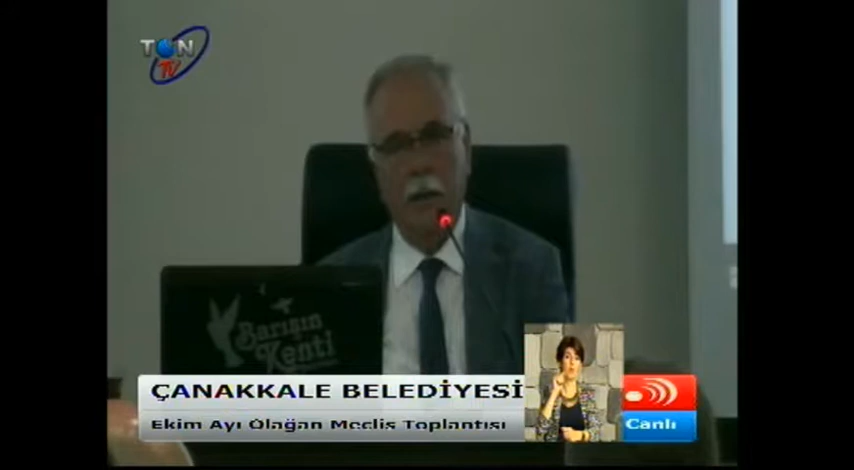 TON
TV
Barışın
Kenti
ÇANAKKALE BELEDİYESİ
Ekim Ayı Olağan Meclis Toplantısı
Canlı